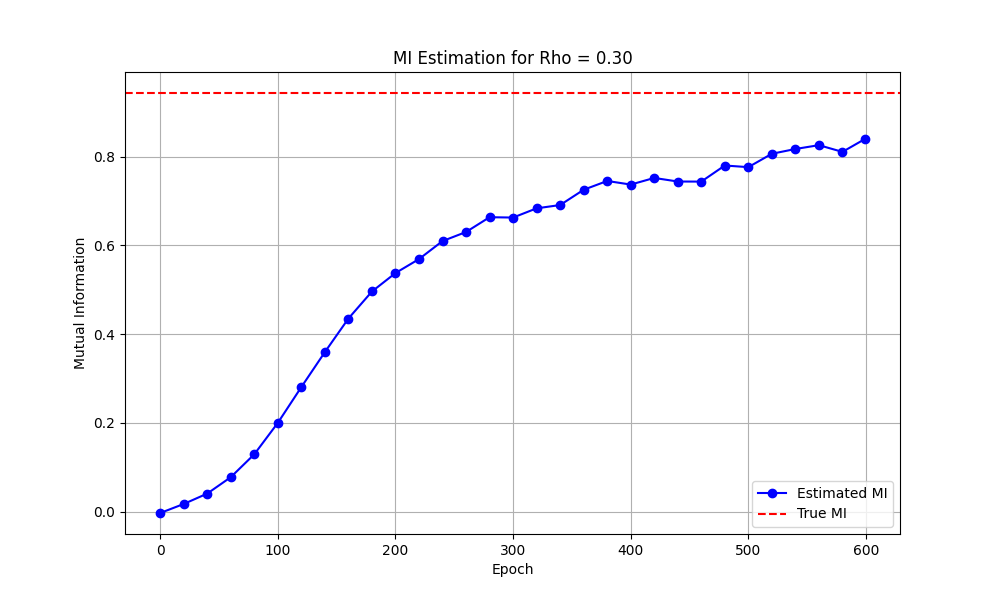 MI Estimation for Rho = 0.30
Mutual Information
0.8
0.6
0.4
0.2
0.0
0 100 200 300 400 500 600
Epoch
Estimated MI
True MI